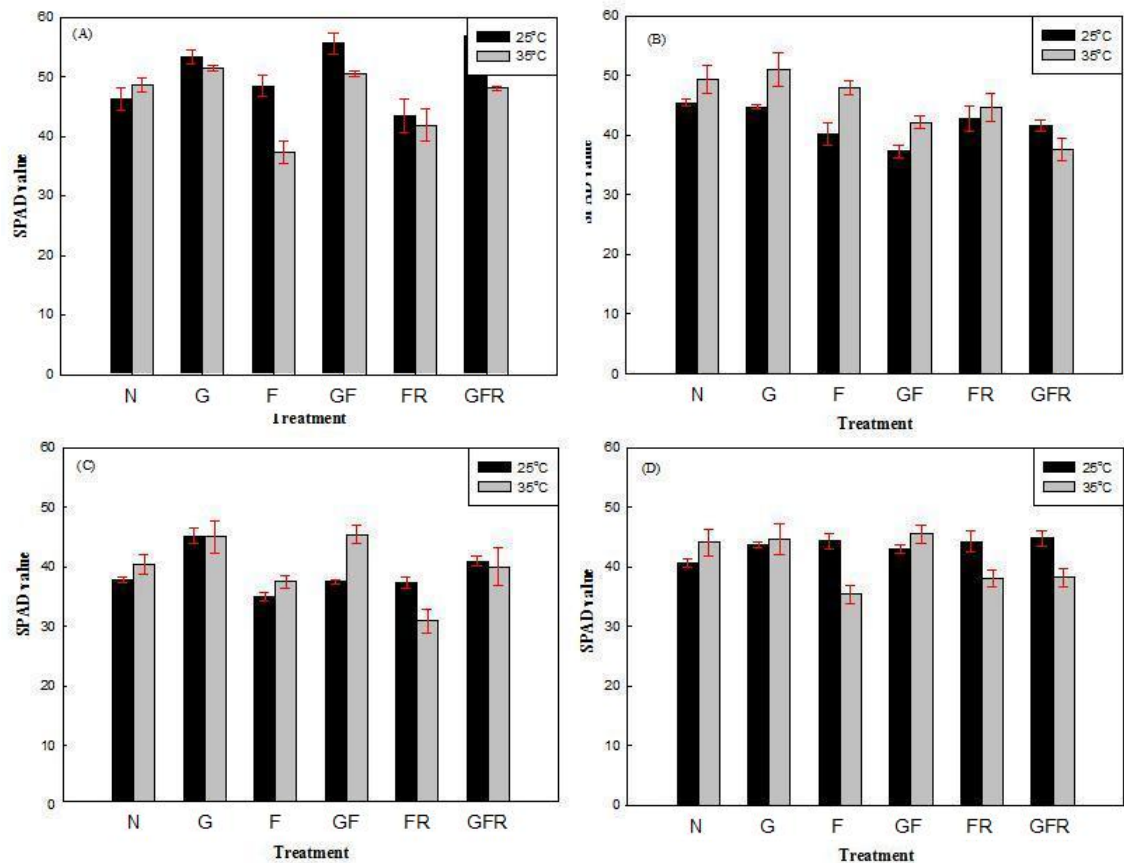 (A)
25°C
35°C
60
50
40
30
20
10
0
SPAD value
N G F GF FR GFR
Treatment
(B)
25°C
35°C
60
50
40
30
20
10
0
SPAD value
N G F GF FR GFR
Treatment
(C)
25°C
35°C
60
50
40
30
20
10
0
SPAD value
N G F GF FR GFR
Treatment
(D)
25°C
35°C
60
50
40
30
20
10
0
SPAD value
N G F GF FR GFR
Treatment